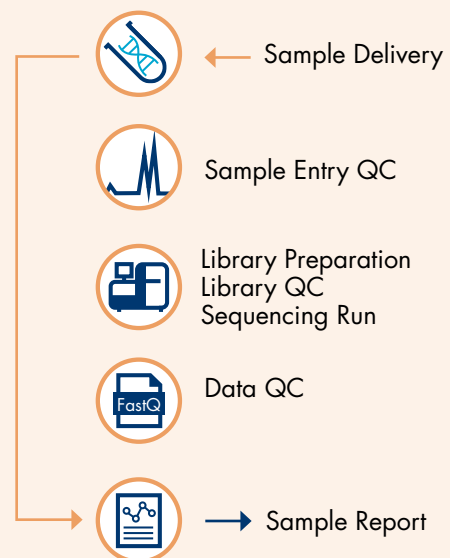 Sample Delivery
Sample Entry QC
Library Preparation
Library QC
Sequencing Run
FastQ
Data QC
Sample Report